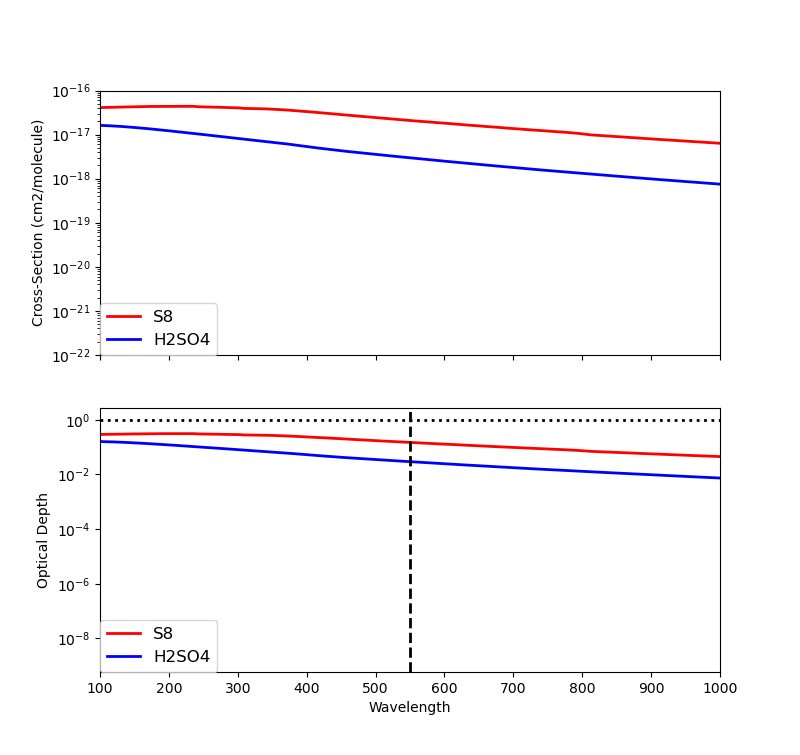 Cross-Section (cm2/molecule)
10⁻¹⁶
10⁻¹⁷
10⁻¹⁸
10⁻¹⁹
10⁻²⁰
10⁻²¹
10⁻²²
S8
H2SO4
Optical Depth
10⁰
10⁻²
10⁻⁴
10⁻⁶
10⁻⁸
S8
H2SO4
100 200 300 400 500 600 700 800 900 1000
Wavelength